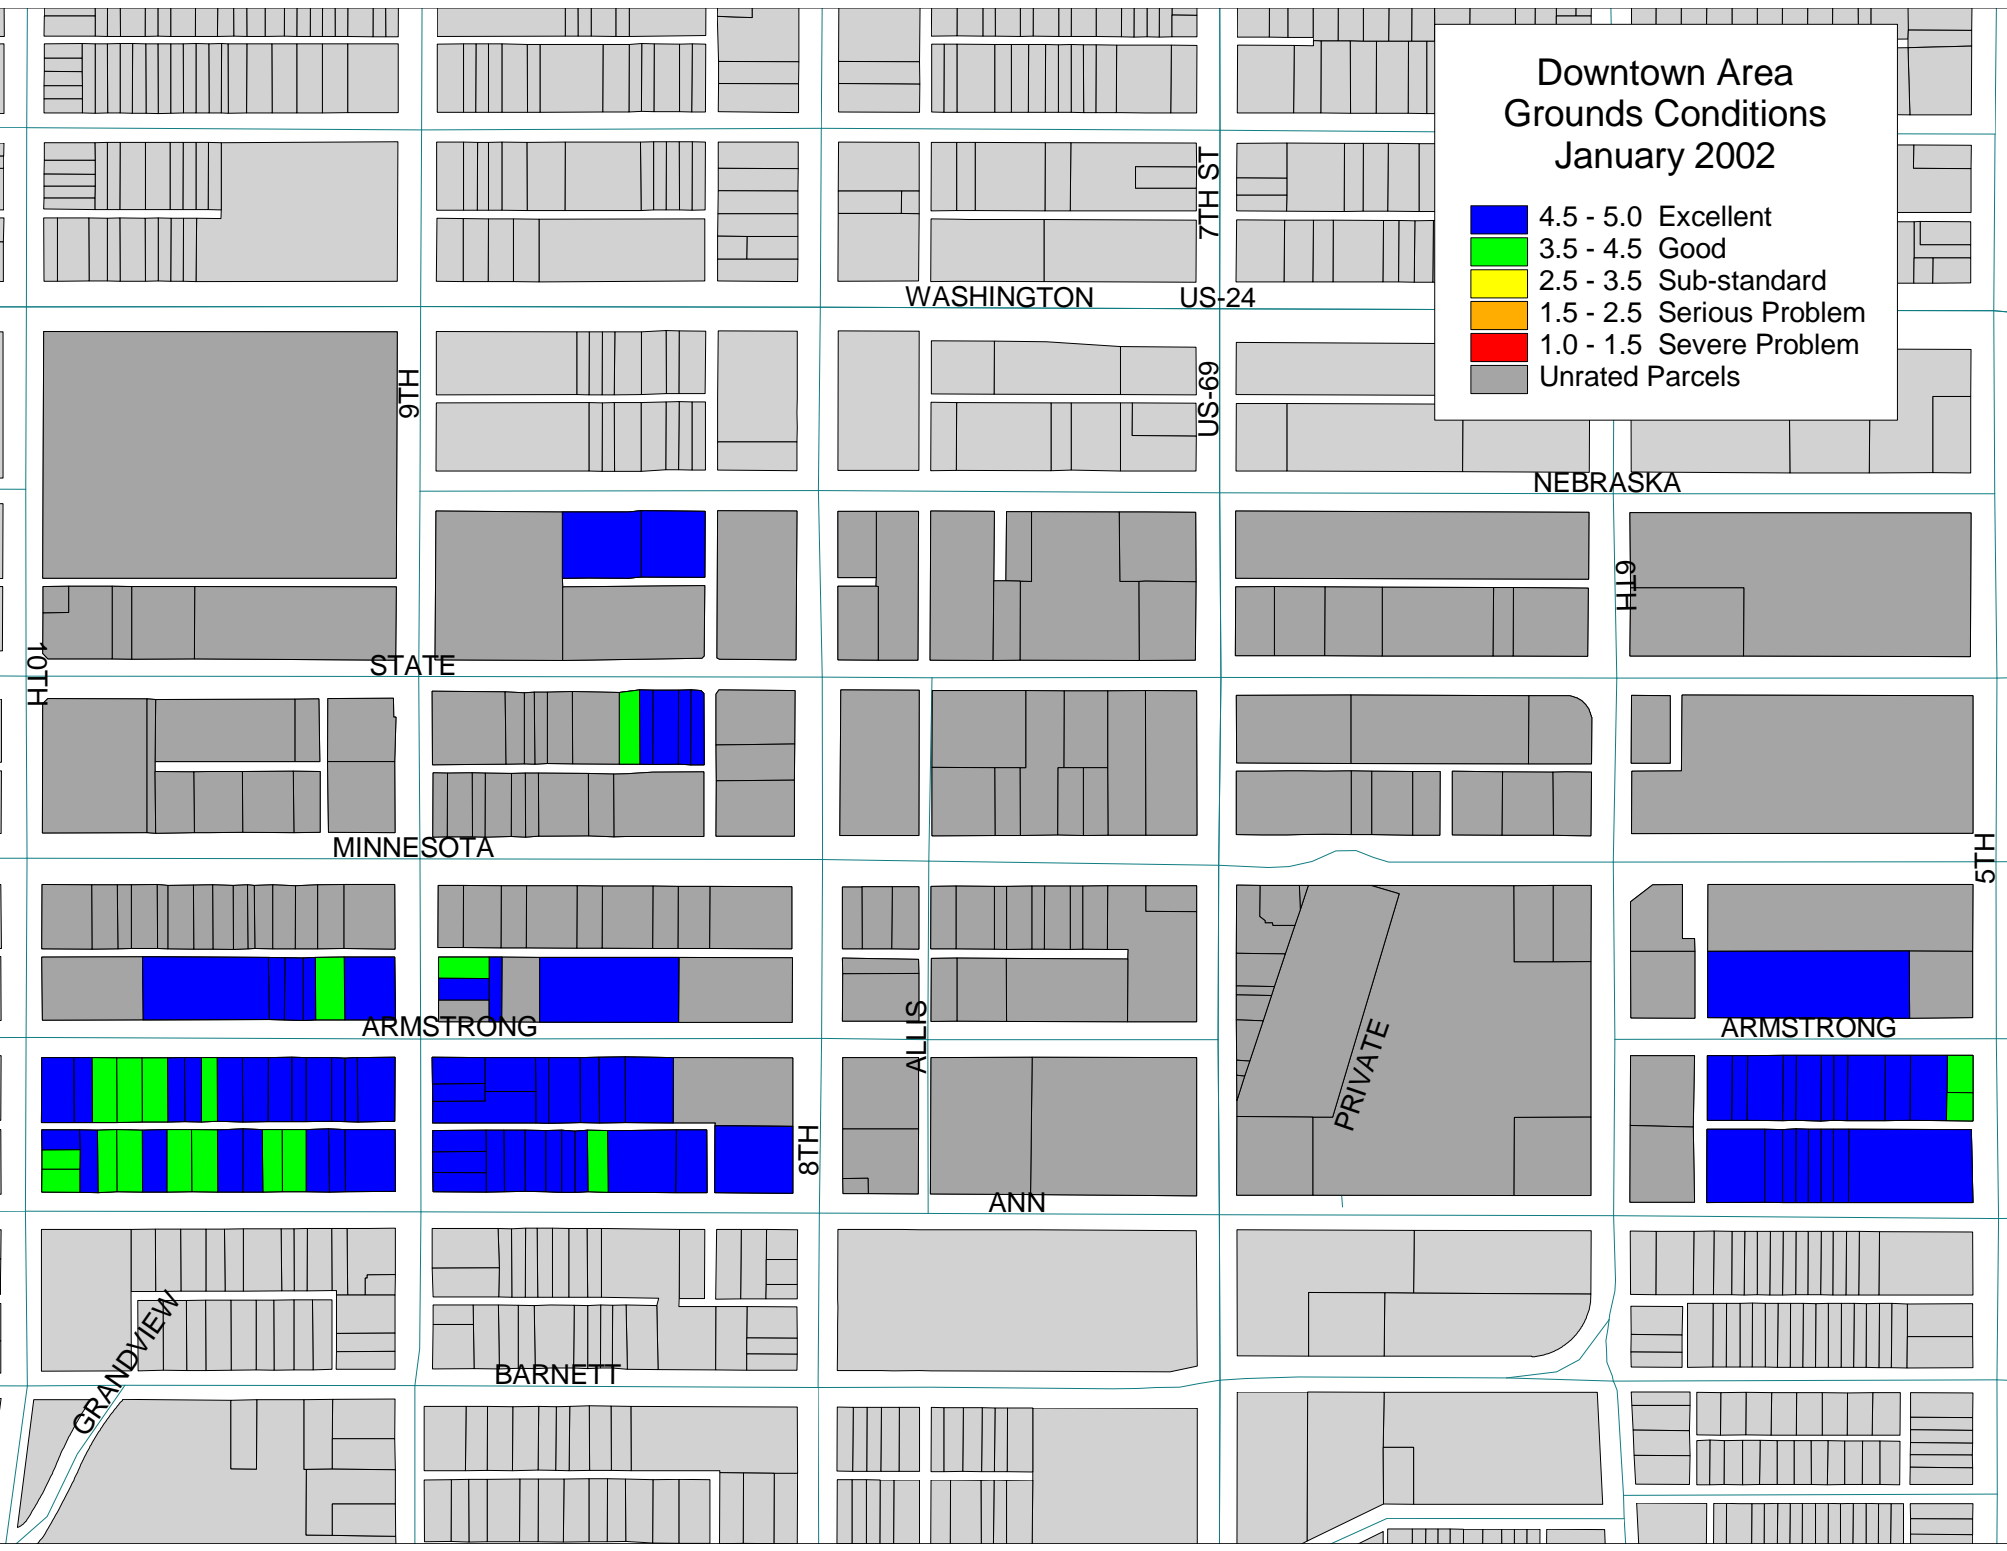 Downtown Area
Grounds Conditions
January 2002
4.5 - 5.0 Excellent
3.5 - 4.5 Good
2.5 - 3.5 Sub-standard
1.5 - 2.5 Serious Problem
1.0 - 1.5 Severe Problem
Unrated Parcels
7TH ST
WASHINGTON
US-24
9TH
US-69
NEBRASKA
6TH
10TH
STATE
MINNESOTA
5TH
ARMSTRONG
ALLIS
PRIVATE
ARMSTRONG
8TH
ANN
GRANDVIEW
BARNETT